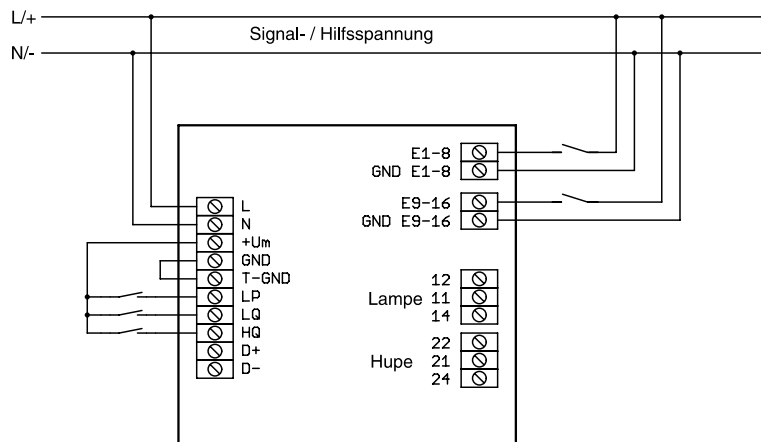 L/+
Signal- / Hilfsspannung
N/-
E1-8
GND E1-8
E9-16
GND E9-16
L
N
+Um
GND
T-GND
LP
LQ
HQ
D+
D-
12
Lampe 11
14
22
Hupe 21
24